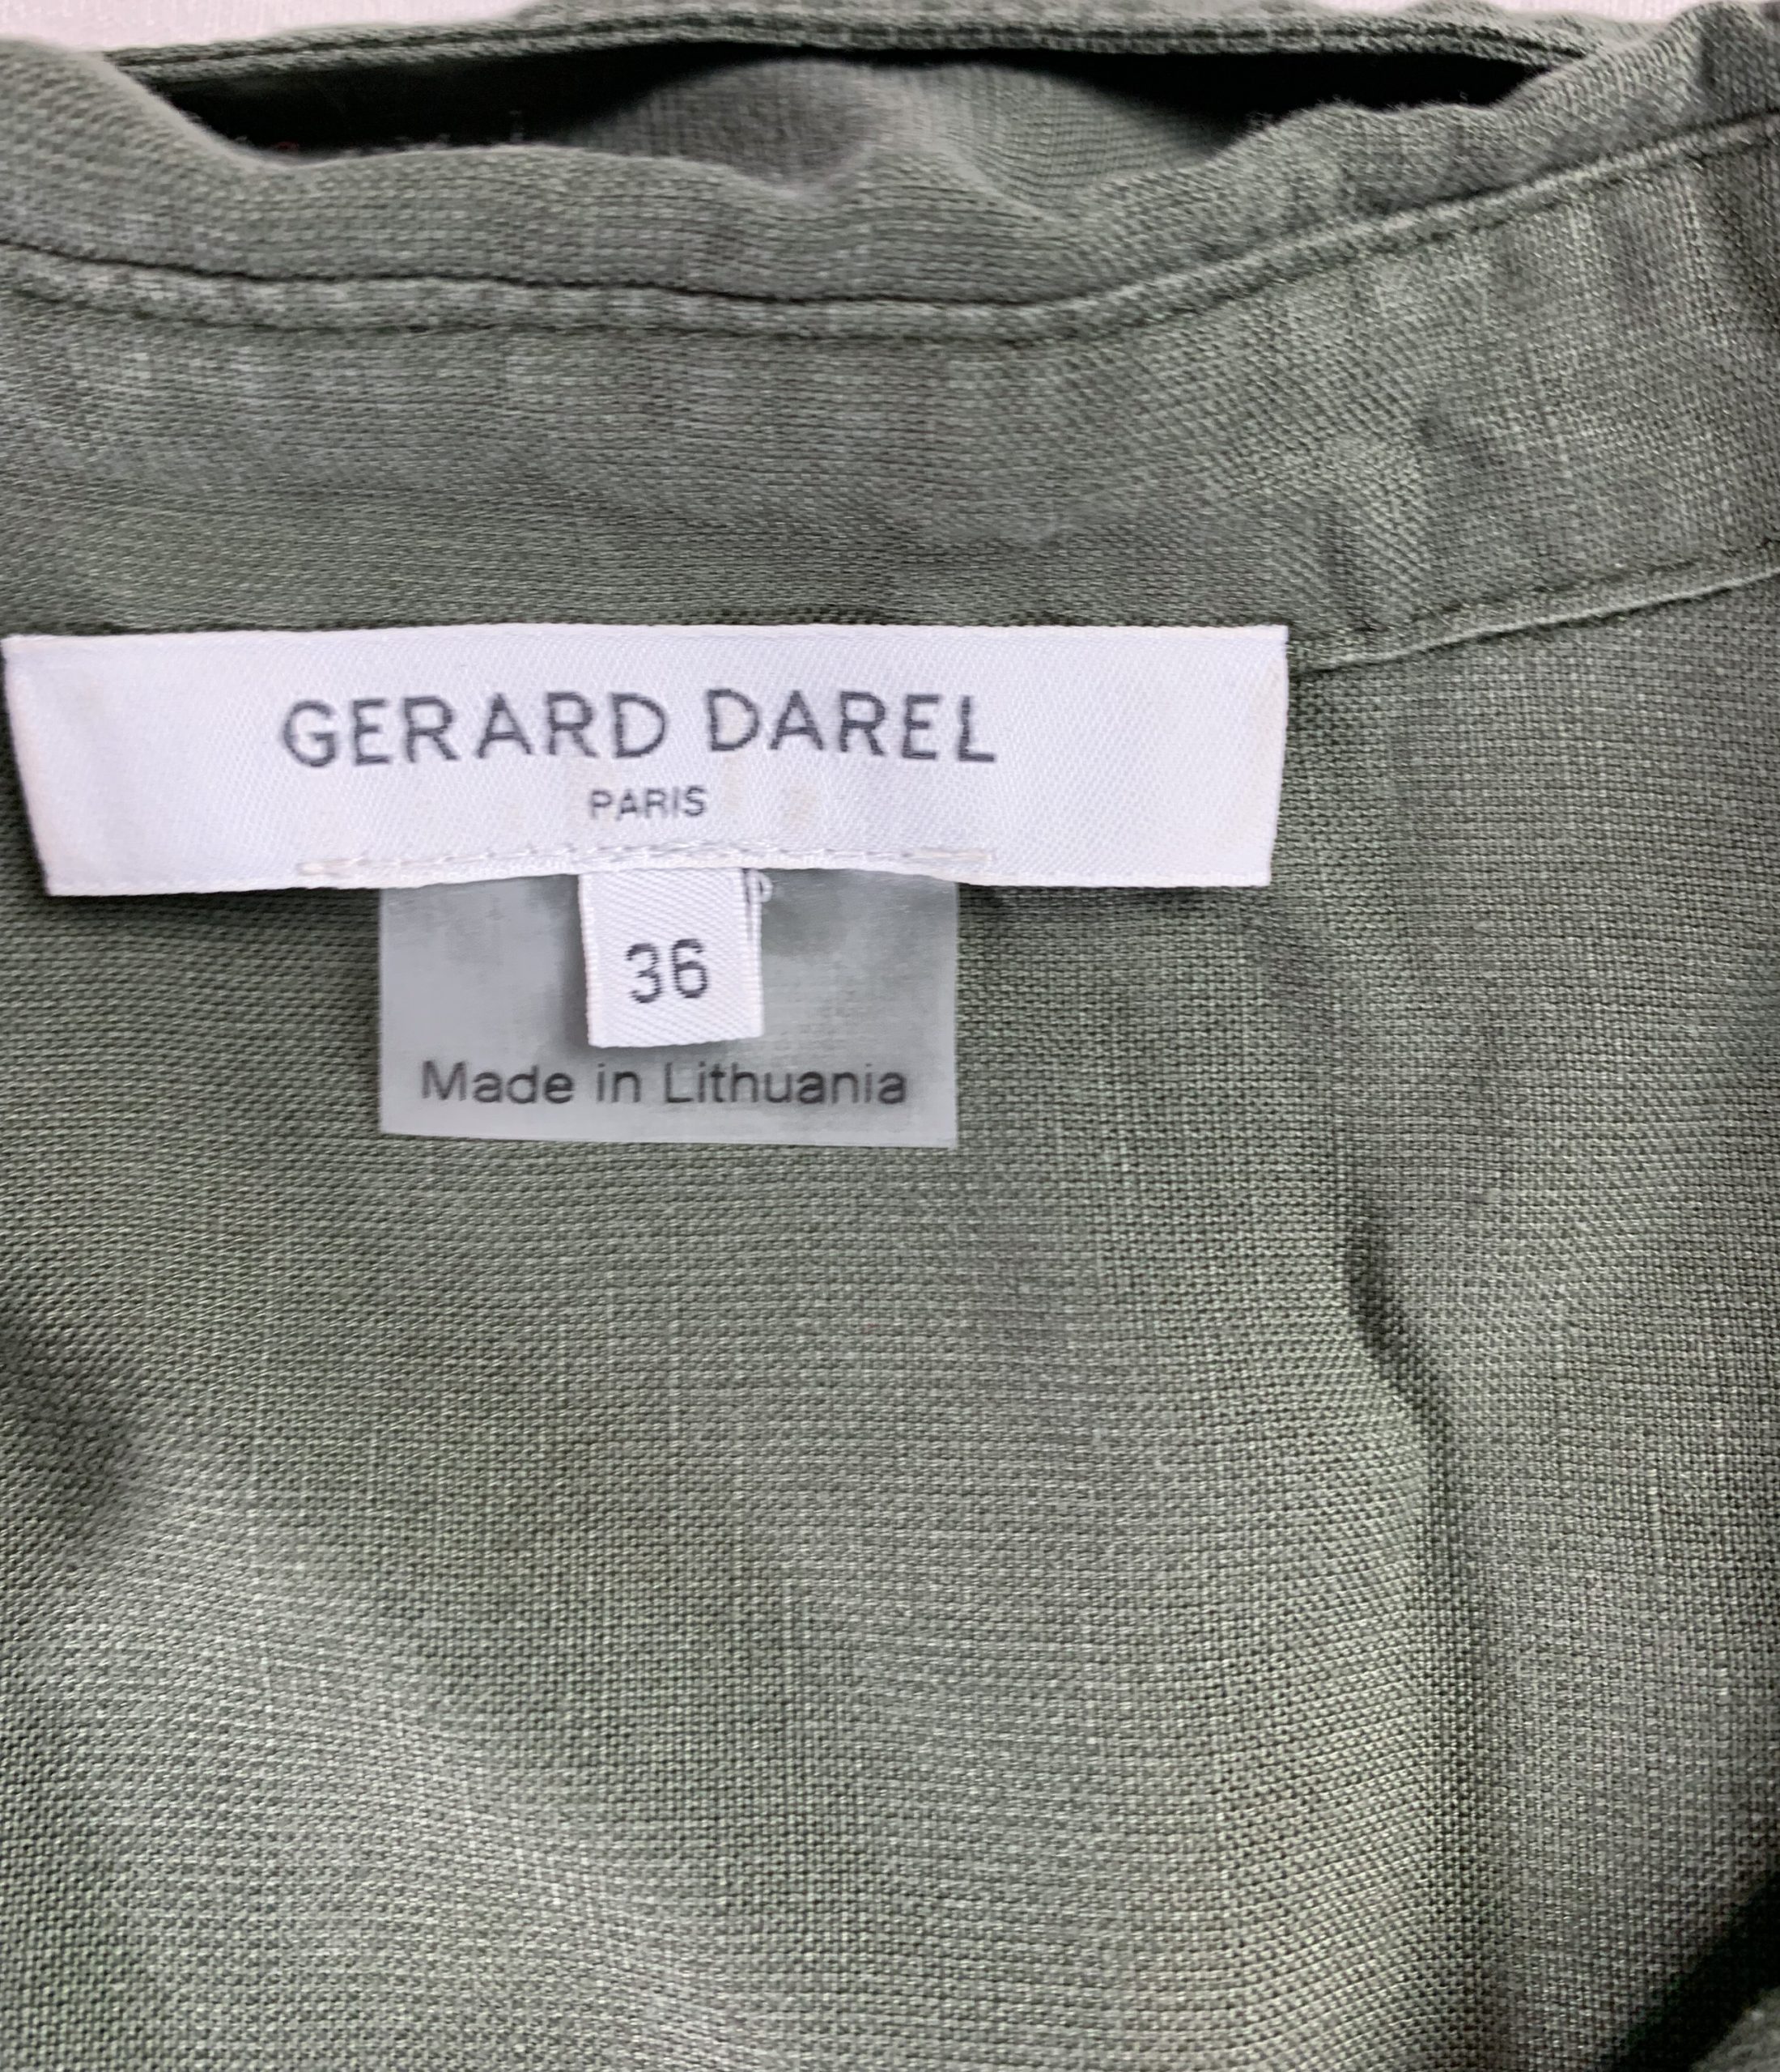 GERARD DAREL
PARIS
36
Made in Lithuania